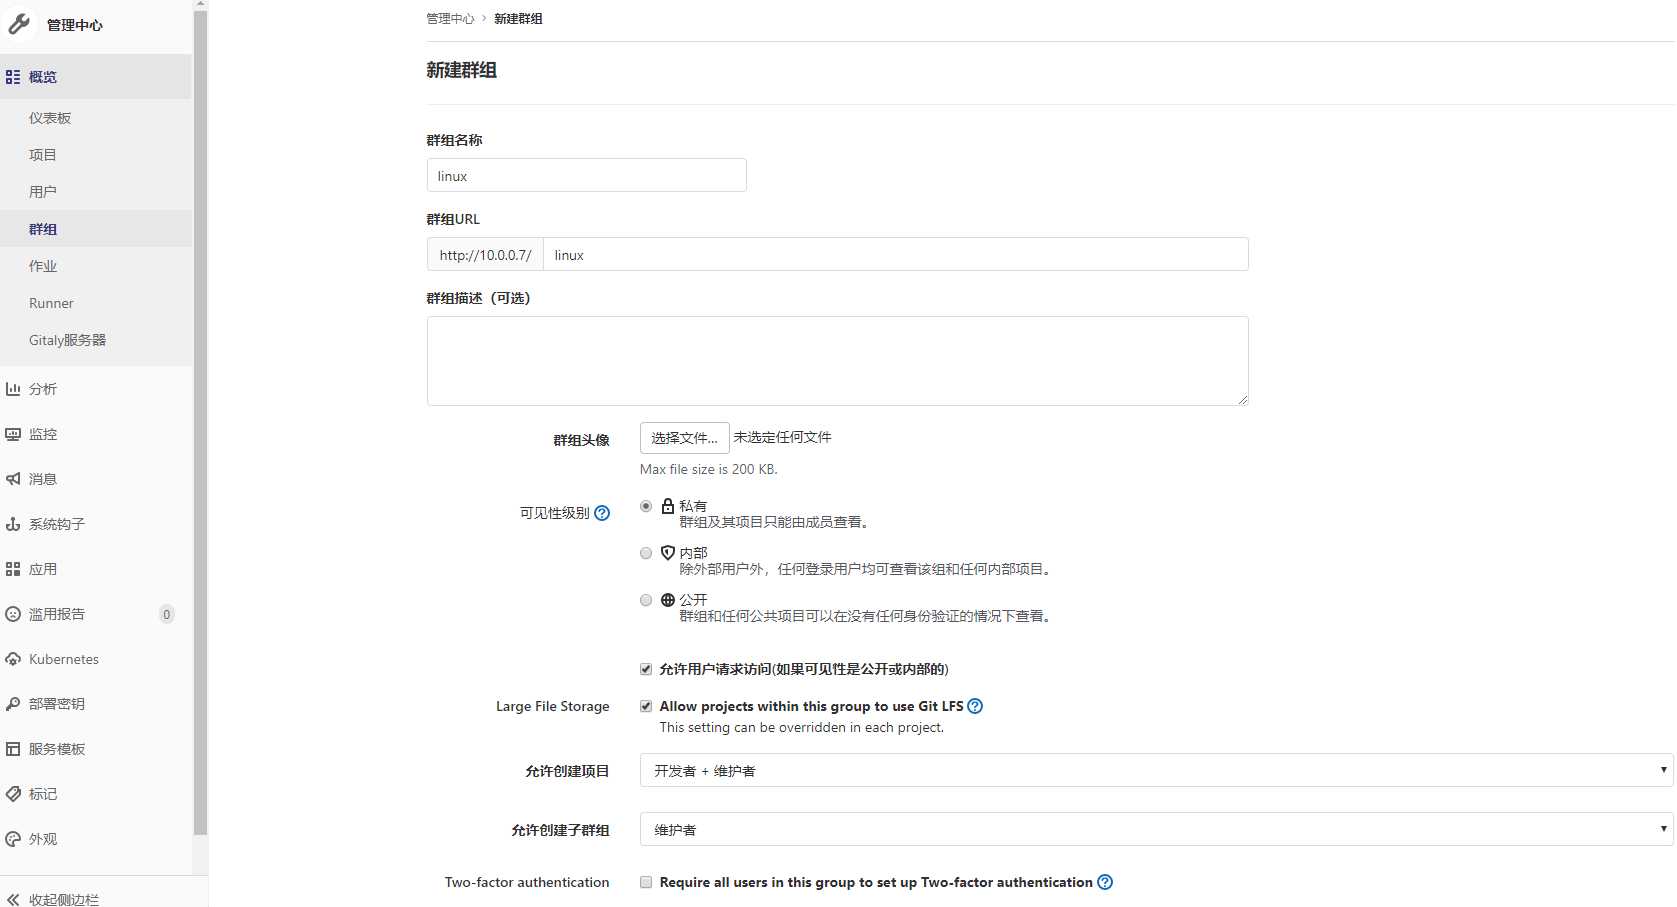 管理中心
概览
仪表板
项目
用户
群组
作业
Runner
Gitaly服务器
分析
监控
消息
系统钩子
应用
滥用报告 0
Kubernetes
部署密钥
服务模板
标记
外观
收起侧边栏
管理中心 › 新建群组
新建群组
群组名称
linux
群组URL
http://10.0.0.7/ linux
群组描述（可选）
群组头像 选择文件... 未选定任何文件
Max file size is 200 KB.
可见性级别 私有
群组及其项目只能由成员查看。
内部
除外部用户外，任何登录用户均可查看该组和任何内部项目。
公开
群组和任何公共项目可以在没有任何身份验证的情况下查看。
允许用户请求访问(如果可见性是公开或内部的)
Large File Storage Allow projects within this group to use Git LFS
This setting can be overridden in each project.
允许创建项目 开发者 + 维护者
允许创建子群组 维护者
Two-factor authentication Require all users in this group to set up Two-factor authentication